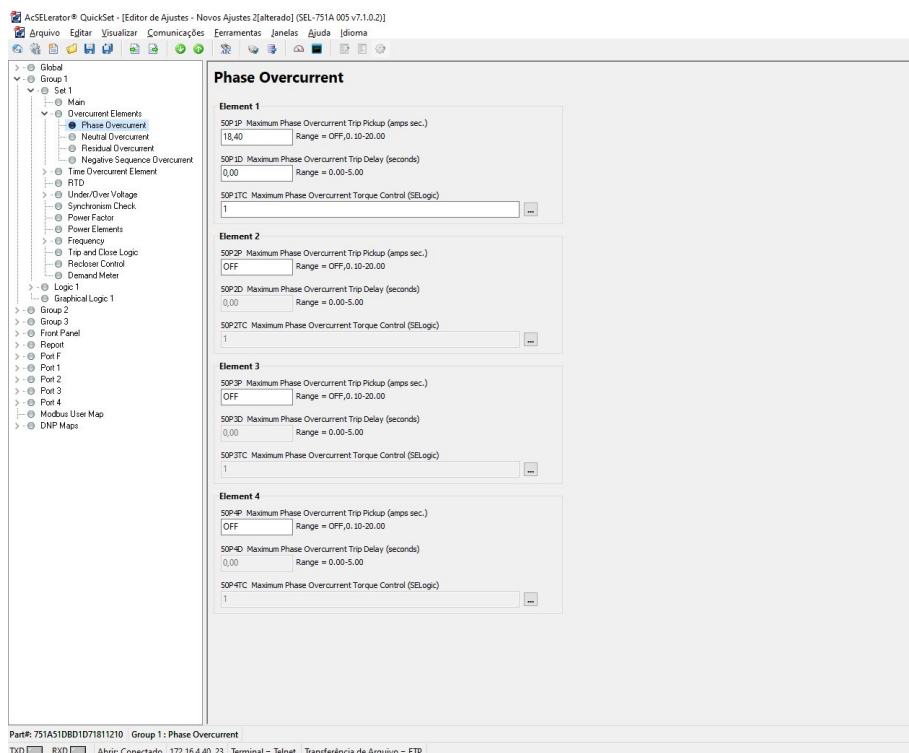 AcSELerator® QuickSet - [Editor de Ajustes - Novos Ajustes 2[alterado] (SEL-751A 005 v7.1.0.2)]
Arquivo Egitar Visualizar Comunicações Ferramentas Janelas Ajuda Idioma
Global
Group 1
Set 1
Main
Overcurrent Elements
Phase Overcurrent
Neutral Overcurrent
Residual Overcurrent
Negative Sequence Overcurrent
Time Overcurrent Element
RTD
Under/Over Voltage
Synchronism Check
Power Factor
Power Elements
Frequency
Trip and Close Logic
Recloser Control
Demand Meter
Logic 1
Graphical Logic 1
Group 2
Group 3
Front Panel
Report
Port F
Port 1
Port 2
Port 3
Port 4
Modbus User Map
DNP Maps
Phase Overcurrent
Element 1
50P1P Maximum Phase Overcurrent Trip Pickup (amps sec.)
18,40 Range = OFF,0.10-20.00
50P1D Maximum Phase Overcurrent Trip Delay (seconds)
0,00 Range = 0.00-5.00
50P1TC Maximum Phase Overcurrent Torque Control (SELogic)
1 ...
Element 2
50P2P Maximum Phase Overcurrent Trip Pickup (amps sec.)
OFF Range = OFF,0.10-20.00
50P2D Maximum Phase Overcurrent Trip Delay (seconds)
0,00 Range = 0.00-5.00
50P2TC Maximum Phase Overcurrent Torque Control (SELogic)
1 ...
Element 3
50P3P Maximum Phase Overcurrent Trip Pickup (amps sec.)
OFF Range = OFF,0.10-20.00
50P3D Maximum Phase Overcurrent Trip Delay (seconds)
0,00 Range = 0.00-5.00
50P3TC Maximum Phase Overcurrent Torque Control (SELogic)
1 ...
Element 4
50P4P Maximum Phase Overcurrent Trip Pickup (amps sec.)
OFF Range = OFF,0.10-20.00
50P4D Maximum Phase Overcurrent Trip Delay (seconds)
0,00 Range = 0.00-5.00
50P4TC Maximum Phase Overcurrent Torque Control (SELogic)
1 ...
Part#: 751A51DBD1D71811210 Group 1 : Phase Overcurrent
TXD RXD Abrir: Conectado 172.16.4.40 23 Terminal = Telnet Transferência de Arquivo = FTP